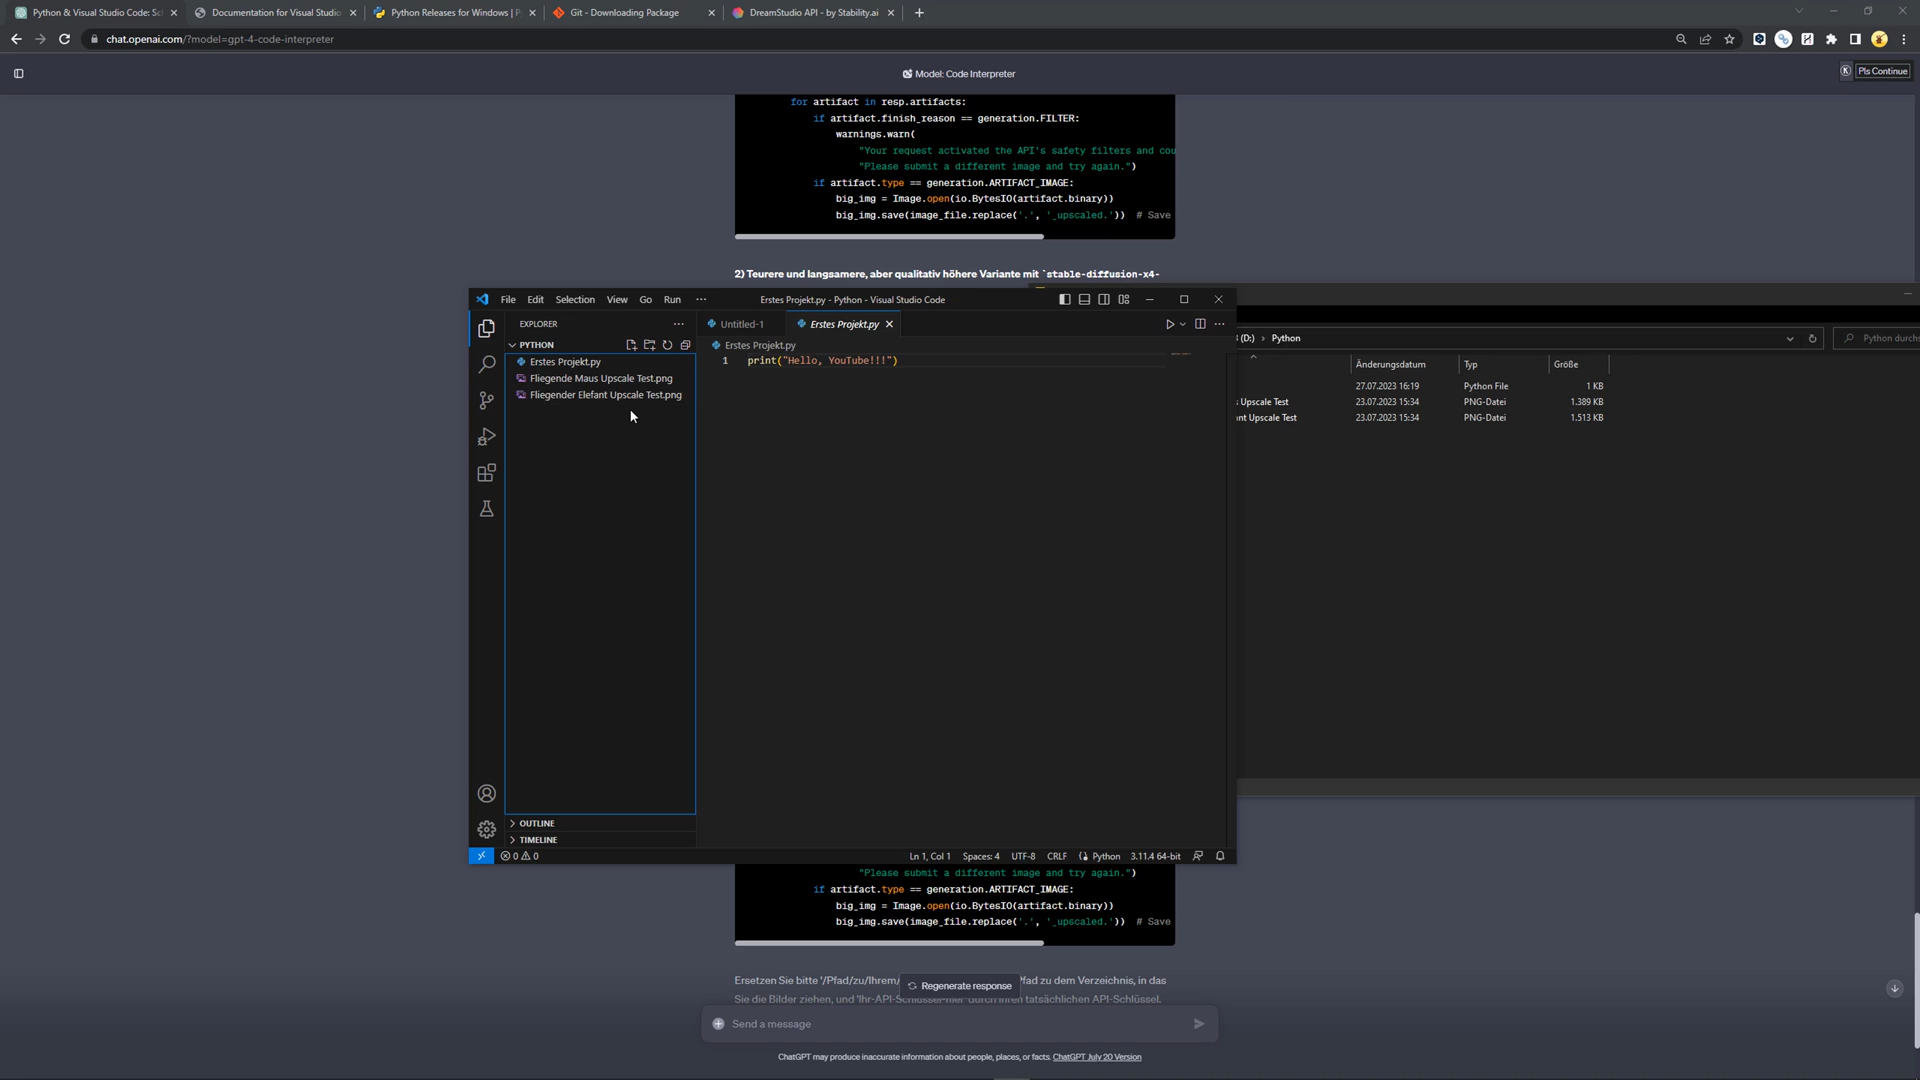 Python & Visual Studio Code: Sc
Documentation for Visual Studio
Python Releases for Windows | P
Git - Downloading Package
DreamStudio API - by Stability.ai
chat.openai.com/?model=gpt-4-code-interpreter
Model: Code Interpreter
K
Pls Continue
for artifact in resp.artifacts:
if artifact.finish_reason == generation.FILTER:
warnings.warn(
"Your request activated the API's safety filters and cou
"Please submit a different image and try again.")
if artifact.type == generation.ARTIFACT_IMAGE:
big_img = Image.open(io.BytesIO(artifact.binary))
big_img.save(image_file.replace('.', '_upscaled.')) # Save
2) Teurere und langsamere, aber qualitativ höhere Variante mit `stable-diffusion-x4-
File Edit Selection View Go Run ··· Erstes Projekt.py - Python - Visual Studio Code
EXPLORER
Untitled-1
Erstes Projekt.py
PYTHON
Erstes Projekt.py
1 print("Hello, YouTube!!!")
Erstes Projekt.py
Fliegende Maus Upscale Test.png
Fliegender Elefant Upscale Test.png
OUTLINE
TIMELINE
0 0
Ln 1, Col 1 Spaces: 4 UTF-8 CRLF Python 3.11.4 64-bit
(D:) > Python
Python durchs
Änderungsdatum Typ Größe
27.07.2023 16:19 Python File 1 KB
s Upscale Test 23.07.2023 15:34 PNG-Datei 1.389 KB
nt Upscale Test 23.07.2023 15:34 PNG-Datei 1.513 KB
"Please submit a different image and try again.")
if artifact.type == generation.ARTIFACT_IMAGE:
big_img = Image.open(io.BytesIO(artifact.binary))
big_img.save(image_file.replace('.', '_upscaled.')) # Save
Ersetzen Sie bitte '/Pfad/zu/Ihrem/ Pfad zu dem Verzeichnis, in das
Regenerate response
Sie die Bilder ziehen, und 'Ihr-API-Schlüssel-hier' durch Ihren tatsächlichen API-Schlüssel.
Send a message
ChatGPT may produce inaccurate information about people, places, or facts. ChatGPT July 20 Version